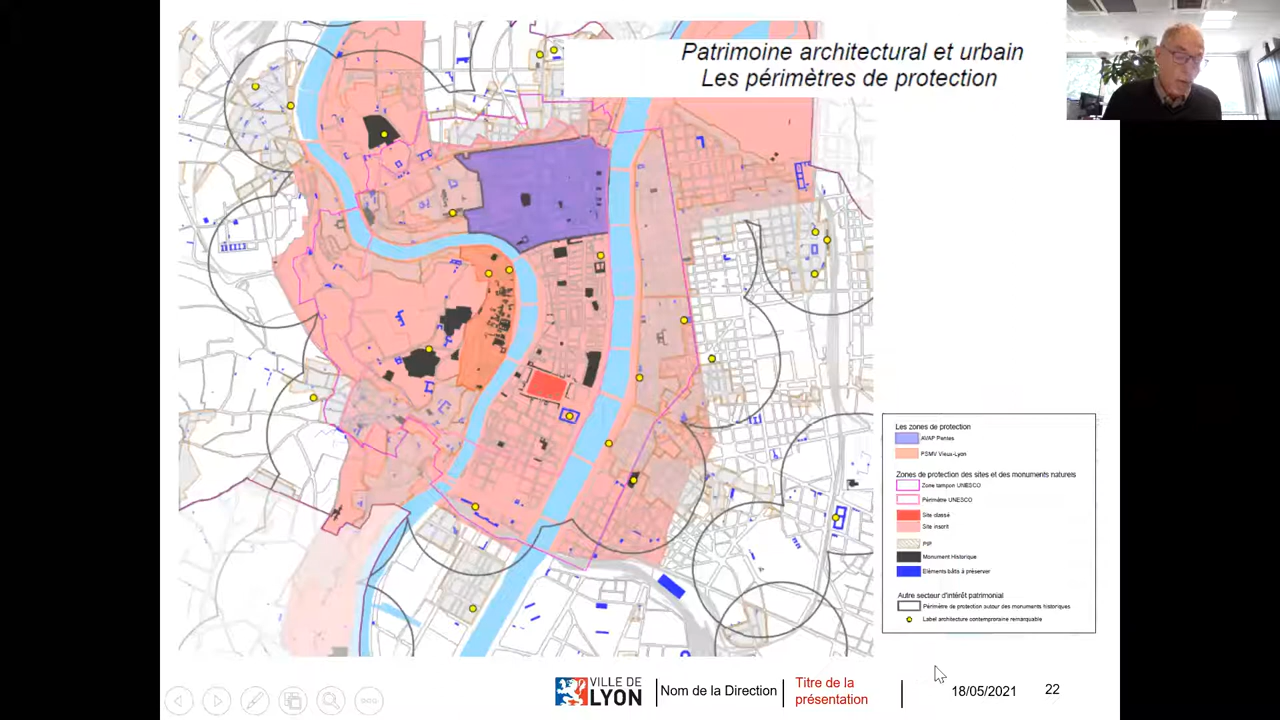 Patrimoine architectural et urbain
Les périmètres de protection
Les zones de protection
AVAP Pentes
PSMV Vieux-Lyon
Zones de protection des sites et des monuments naturels
Zone tampon UNESCO
Périmètre UNESCO
Site classé
Site inscrit
PIP
Monument Historique
Eléments bâtis à préserver
Autre secteur d'intérêt patrimonial
Périmètre de protection autour des monuments historiques
Label architecture contemporaine remarquable
VILLE DE
LYON
Nom de la Direction
Titre de la
présentation
18/05/2021
22